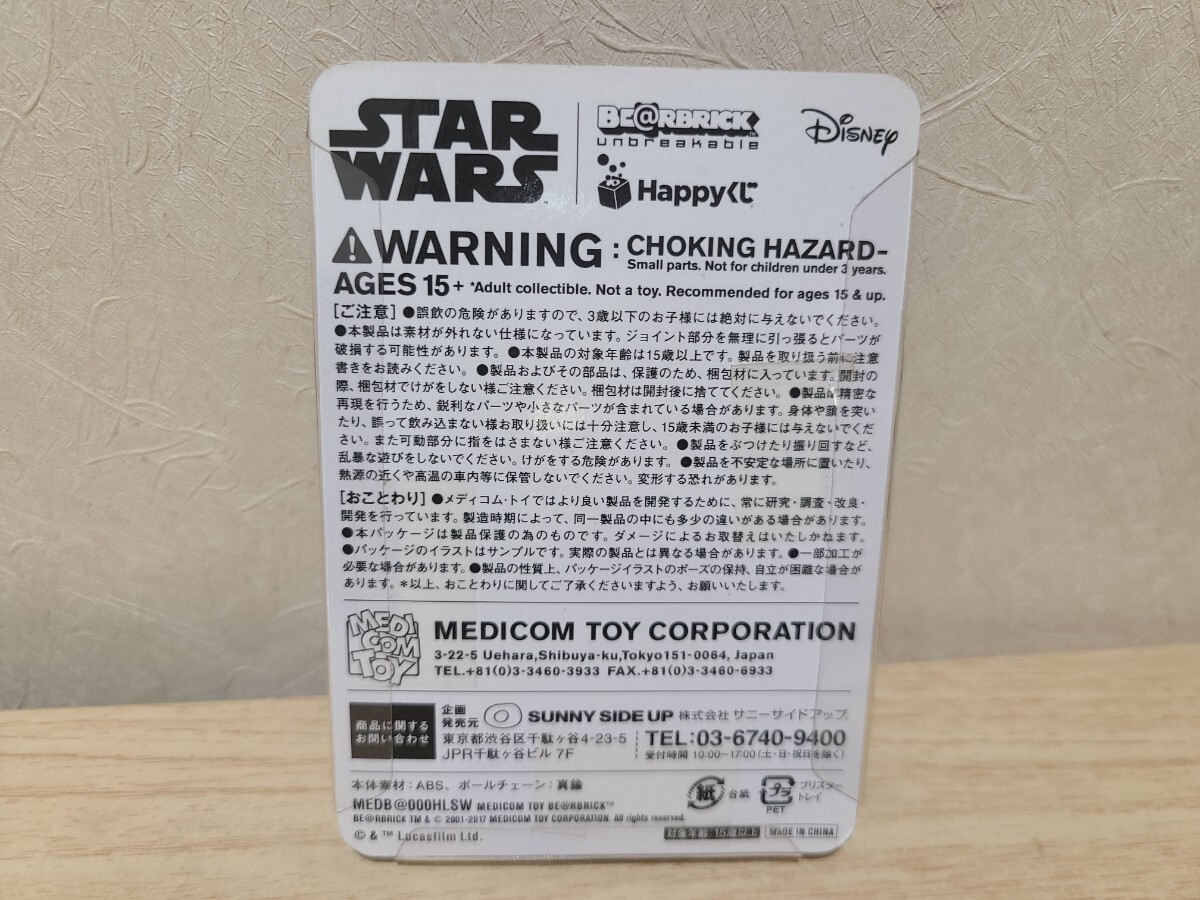 STAR WARS
BE@RBRICK™
unbreakable
Happyくじ
Disney
WARNING : CHOKING HAZARD–
Small parts. Not for children under 3 years.
AGES 15+ *Adult collectible. Not a toy. Recommended for ages 15 & up.
[ご注意] ●誤飲の危険がありますので、3歳以下のお子様には絶対に与えないでください。
●本製品は素材が外れない仕様になっています。ジョイント部分を無理に引っ張るとパーツが
破損する可能性があります。 ●本製品の対象年齢は15歳以上です。製品を取り扱う前に注意
書きをお読みください。 ●製品およびその部品は、保護のため、梱包材に入っています。開封の
際、梱包材でけがをしない様ご注意ください。梱包材は開封後に捨ててください。 ●製品は精密な
再現を行うため、鋭利なパーツや小さなパーツが含まれている場合があります。身体や顔を突い
たり、誤って飲み込まない様お取り扱いには十分注意し、15歳未満のお子様には与えないでくだ
さい。また可動部分に指をはさまない様ご注意ください。 ●製品をぶつけたり振り回すなど、
乱暴な遊びをしないでください。けがをする危険があります。 ●製品を不安定な場所に置いたり、
熱源の近くや高温の車内等に保管しないでください。変形する恐れがあります。
[おことわり] ●メディコム・トイではより良い製品を開発するために、常に研究・調査・改良・
開発を行っています。製造時期によって、同一製品の中にも多少の違いがある場合があります。
●本パッケージは製品保護の為のものです。ダメージによるお取替えはいたしかねます。
●パッケージのイラストはサンプルです。実際の製品とは異なる場合があります。 ●一部加工が
必要な場合があります。 ●製品の性質上、パッケージイラストのポーズの保持、自立が困難な場合が
あります。＊以上、おことわりに関してご了承くださいますよう、お願いいたします。
MEDICOM TOY
MEDICOM TOY CORPORATION
3-22-5 Uehara,Shibuya-ku,Tokyo151-0064, Japan
TEL.+81(0)3-3460-3933 FAX.+81(0)3-3460-6933
商品に関する
お問い合わせ
企画
発売元
SUNNY SIDE UP 株式会社 サニーサイドアップ
東京都渋谷区千駄ヶ谷4-23-5
JPR千駄ヶ谷ビル 7F
TEL:03-6740-9400
受付時間 10:00~17:00(土・日・祝日を除く)
本体素材:ABS、ボールチェーン:真鍮
MEDB@000HLSW MEDICOM TOY BE@RBRICK™
BE@RBRICK TM & © 2001-2017 MEDICOM TOY CORPORATION. All rights reserved.
© & ™ Lucasfilm Ltd.
紙 台紙
プラ
PET
ブリスター
トレイ
対象年齢:15歳以上
MADE IN CHINA